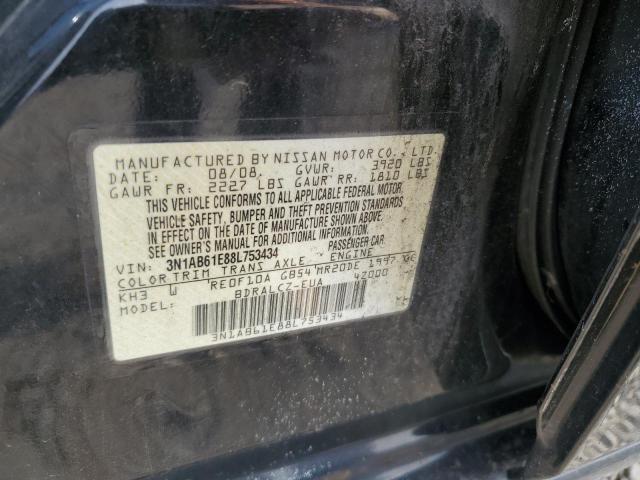 MANUFACTURED BY NISSAN MOTOR CO., LTD.
DATE: 08/08. GVWR: 3920 LBS
GAWR FR: 2227 LBS GAWR RR: 1810 LBS
THIS VEHICLE CONFORMS TO ALL APPLICABLE FEDERAL MOTOR
VEHICLE SAFETY, BUMPER AND THEFT PREVENTION STANDARDS
IN EFFECT ON THE DATE OF MANUFACTURE SHOWN ABOVE.
SEE OWNER'S MANUAL FOR ADDITIONAL INFORMATION.
VIN: 3N1AB61E88L753434 PASSENGER CAR
COLOR TRIM TRANS AXLE ENGINE
KH3 W RE0F10A GB54 MR20DE 1997 CC
MODEL: BDRALCZ-EUA 42000
3N1AB61E88L753434